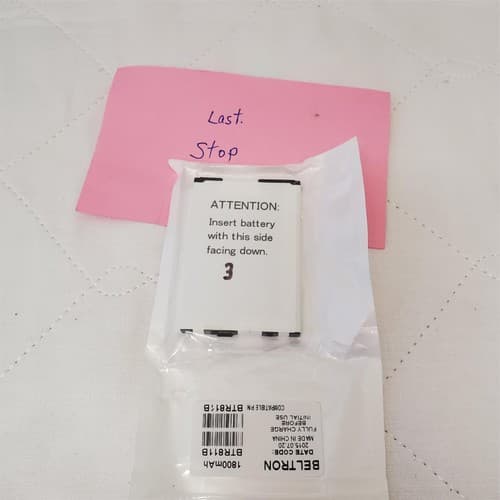 Last.
Stop
ATTENTION:
Insert battery
with this side
facing down.
3
BELTRON
DATE CODE:
2015.07.20
MADE IN CHINA
FULLY CHARGE
BEFORE
INITIAL USE
1800mAh
BTR811B
COMPATIBLE P/N
BTR811B